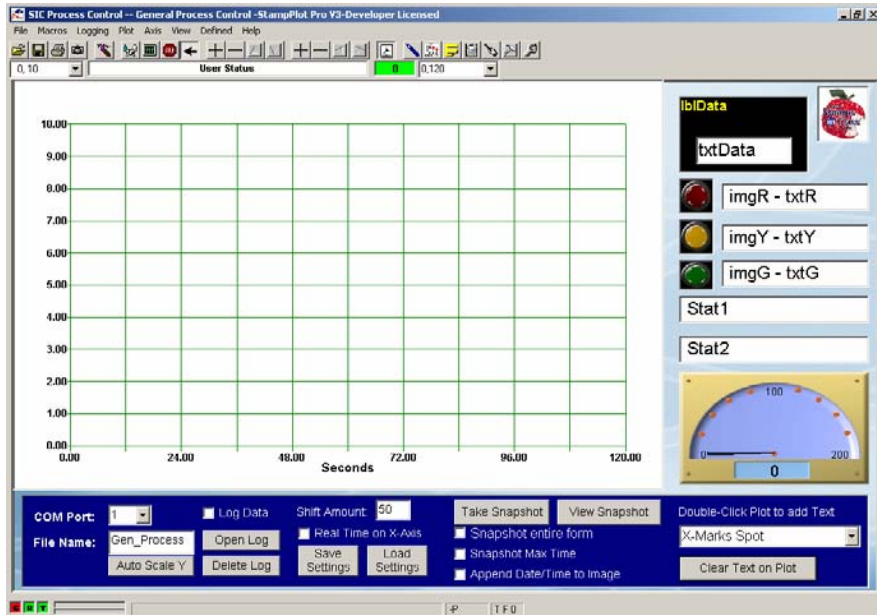 SIC Process Control -- General Process Control -StampPlot Pro V3-Developer Licensed
File Macros Logging Plot Axis View Defined Help
0,10 User Status 0 0,120
10.00
9.00
8.00
7.00
6.00
5.00
4.00
3.00
2.00
1.00
0.00
0.00 24.00 48.00 72.00 96.00 120.00
Seconds
lblData
txtData
imgR - txtR
imgY - txtY
imgG - txtG
Stat1
Stat2
100
0 200
0
COM Port: 1
File Name: Gen_Process
Auto Scale Y
Log Data
Open Log
Delete Log
Shift Amount: 50
Real Time on X-Axis
Save Settings
Load Settings
Take Snapshot View Snapshot
Snapshot entire form
Snapshot Max Time
Append Date/Time to Image
Double-Click Plot to add Text
X-Marks Spot
Clear Text on Plot